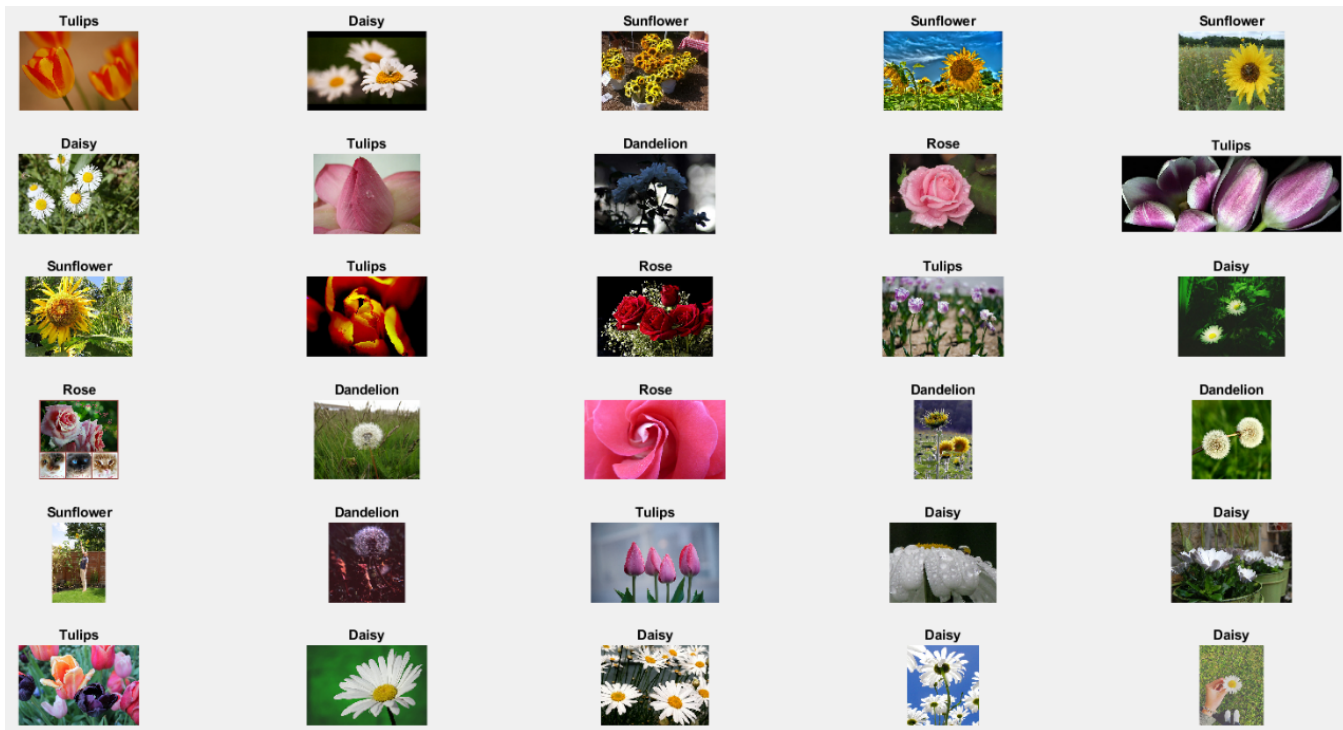 Tulips Daisy Sunflower Sunflower Sunflower
Daisy Tulips Dandelion Rose Tulips
Sunflower Tulips Rose Tulips Daisy
Rose Dandelion Rose Dandelion Dandelion
Sunflower Dandelion Tulips Daisy Daisy
Tulips Daisy Daisy Daisy Daisy